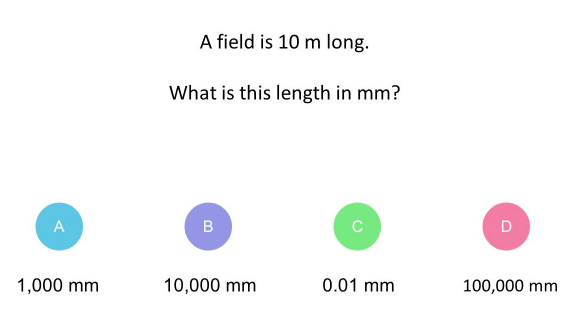 A field is 10 m long.
What is this length in mm?
A B C D
1,000 mm 10,000 mm 0.01 mm 100,000 mm